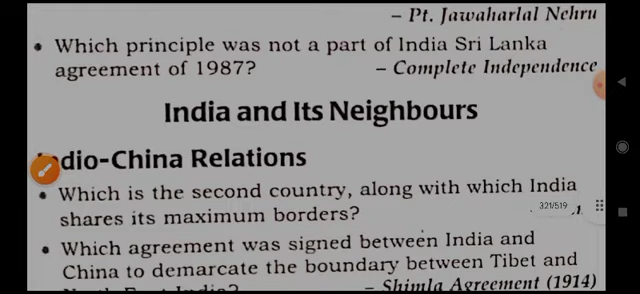 – Pt. Jawaharlal Nehru
• Which principle was not a part of India Sri Lanka
agreement of 1987? – Complete Independence
India and Its Neighbours
dio-China Relations
• Which is the second country, along with which India
shares its maximum borders?
321/519
• Which agreement was signed between India and
China to demarcate the boundary between Tibet and
– Shimla Agreement (1914)